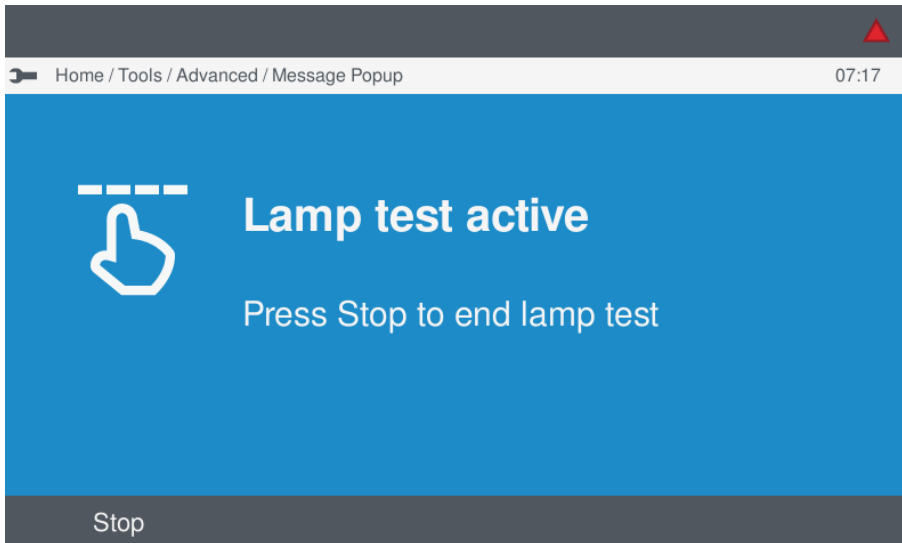 Home / Tools / Advanced / Message Popup 07:17
Lamp test active
Press Stop to end lamp test
Stop